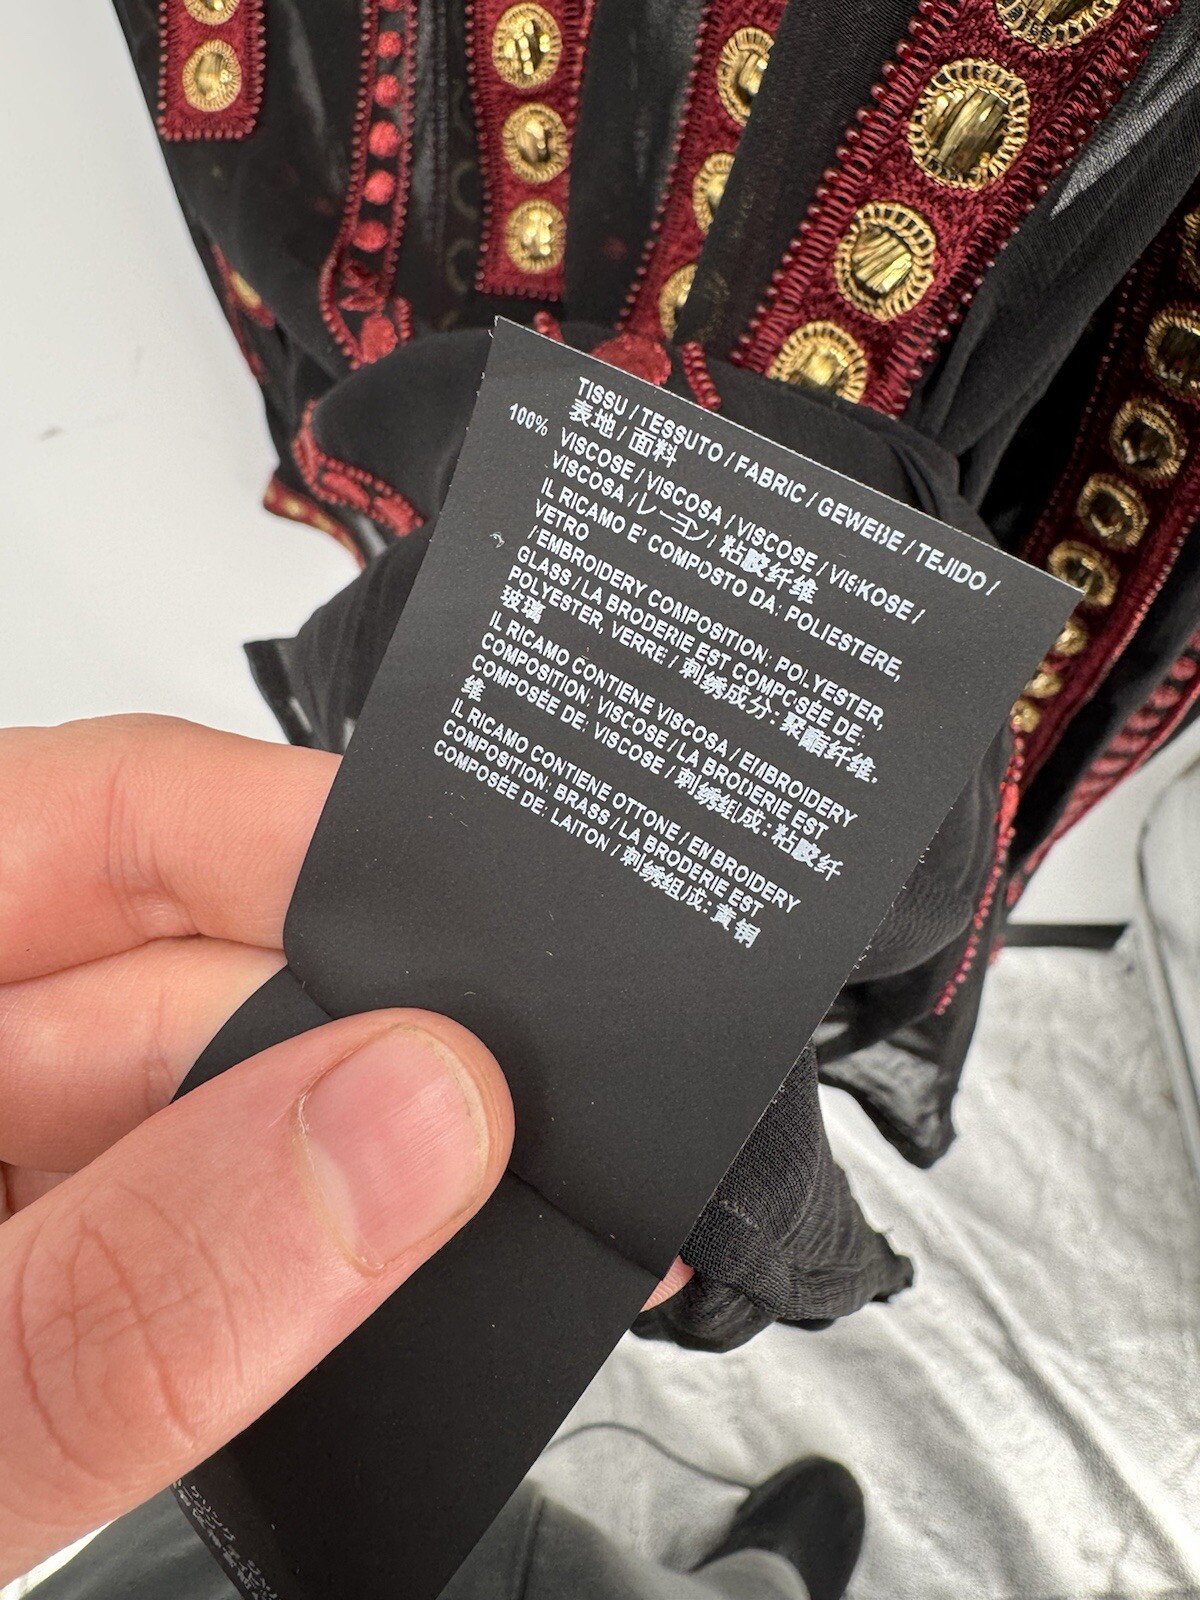 TISSU / TESSUTO / FABRIC / GEWEBE / TEJIDO /
表地 / 面料
100% VISCOSE / VISCOSA / VISCOSE / VISKOSE /
VISCOSA / レーヨン / 粘胶纤维
IL RICAMO E' COMPOSTO DA: POLIESTERE,
VETRO
/ EMBROIDERY COMPOSITION: POLYESTER,
GLASS / LA BRODERIE EST COMPOSÉE DE:
POLYESTER, VERRE / 刺绣成分: 聚酯纤维,
玻璃
IL RICAMO CONTIENE VISCOSA / EMBROIDERY
COMPOSITION: VISCOSE / LA BRODERIE EST
COMPOSÉE DE: VISCOSE / 刺绣组成: 粘胶纤
维
IL RICAMO CONTIENE OTTONE / EMBROIDERY
COMPOSITION: BRASS / LA BRODERIE EST
COMPOSÉE DE: LAITON / 刺绣组成: 黄铜